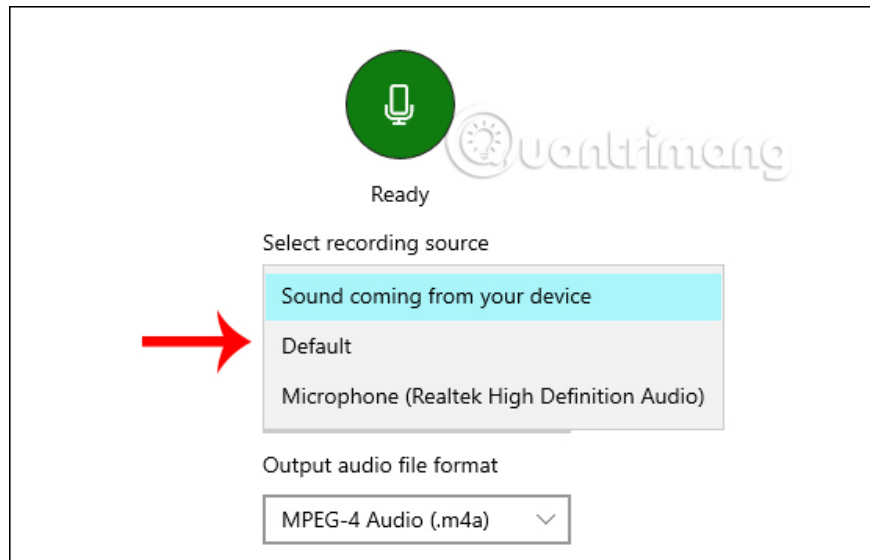 Quantrimang
Ready
Select recording source
Sound coming from your device
Default
Microphone (Realtek High Definition Audio)
Output audio file format
MPEG-4 Audio (.m4a)